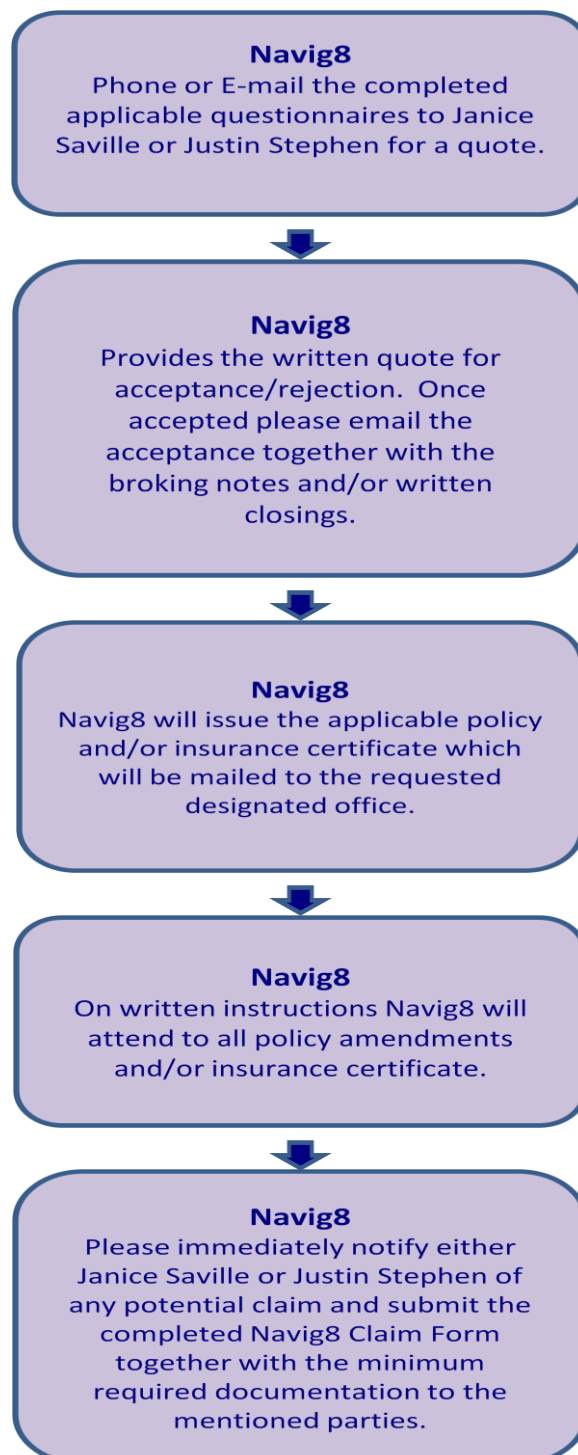 Navig8
Phone or E-mail the completed
applicable questionnaires to Janice
Saville or Justin Stephen for a quote.
Navig8
Provides the written quote for
acceptance/rejection.  Once
accepted please email the
acceptance together with the
broking notes and/or written
closings.
Navig8
Navig8 will issue the applicable policy
and/or insurance certificate which
will be mailed to the requested
designated office.
Navig8
On written instructions Navig8 will
attend to all policy amendments
and/or insurance certificate.
Navig8
Please immediately notify either
Janice Saville or Justin Stephen of
any potential claim and submit the
completed Navig8 Claim Form
together with the minimum
required documentation to the
mentioned parties.